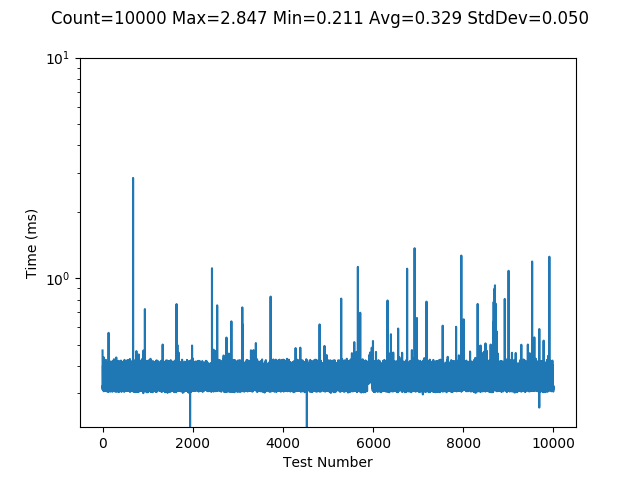 Count=10000 Max=2.847 Min=0.211 Avg=0.329 StdDev=0.050
10¹
10⁰
Time (ms)
0 2000 4000 6000 8000 10000
Test Number